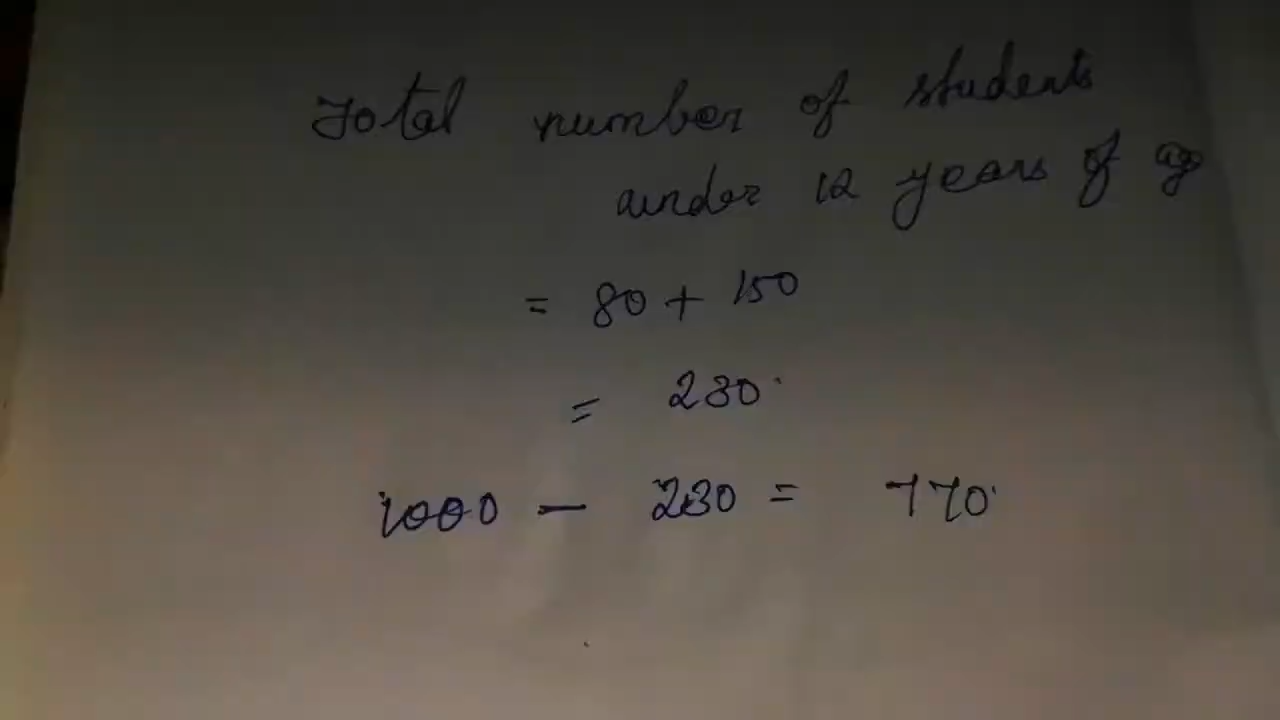 Total number of students
under 12 years of age
= 80 + 150
= 230
1000 - 230 = 770